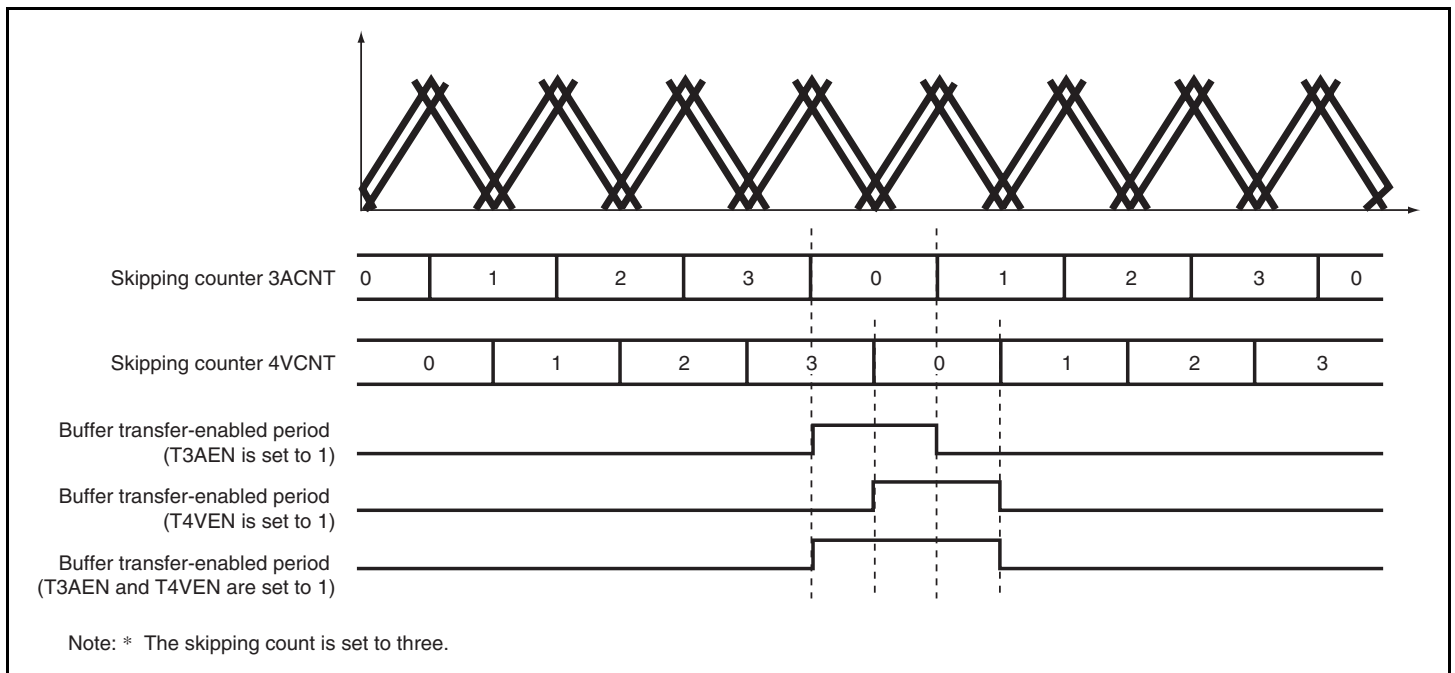 Skipping counter 3ACNT 0 1 2 3 0 1 2 3 0
Skipping counter 4VCNT 0 1 2 3 0 1 2 3
Buffer transfer-enabled period
(T3AEN is set to 1)
Buffer transfer-enabled period
(T4VEN is set to 1)
Buffer transfer-enabled period
(T3AEN and T4VEN are set to 1)
Note: * The skipping count is set to three.